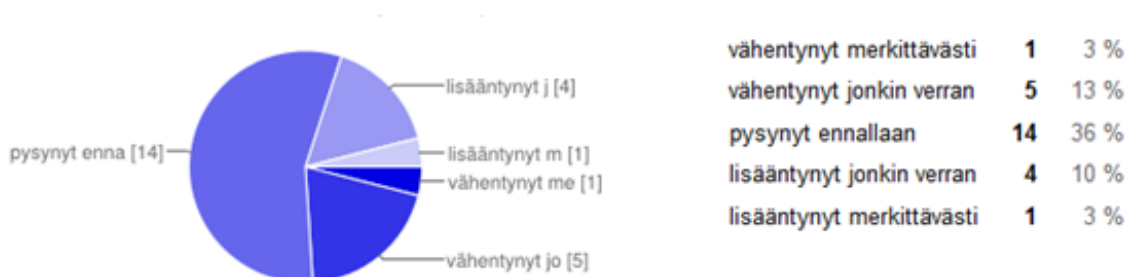 lisääntynyt j [4]
pysynyt enna [14]
lisääntynyt m [1]
vähentynyt me [1]
vähentynyt jo [5]
vähentynyt merkittävästi 1 3 %
vähentynyt jonkin verran 5 13 %
pysynyt ennallaan 14 36 %
lisääntynyt jonkin verran 4 10 %
lisääntynyt merkittävästi 1 3 %